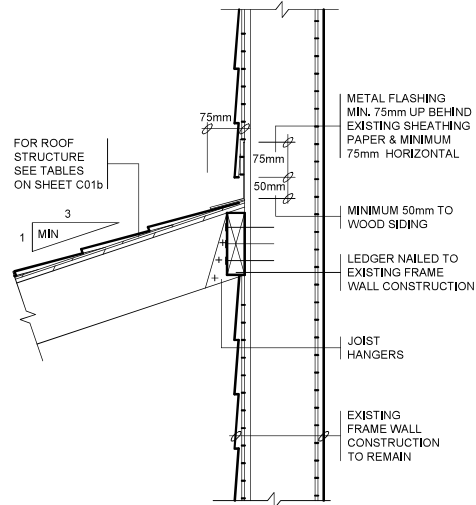 75mm
METAL FLASHING
MIN. 75mm UP BEHIND
EXISTING SHEATHING
PAPER & MINIMUM
75mm HORIZONTAL
FOR ROOF
STRUCTURE
SEE TABLES
ON SHEET C01b
75mm
50mm
3
1
MIN
MINIMUM 50mm TO
WOOD SIDING
LEDGER NAILED TO
EXISTING FRAME
WALL CONSTRUCTION
JOIST
HANGERS
EXISTING
FRAME WALL
CONSTRUCTION
TO REMAIN